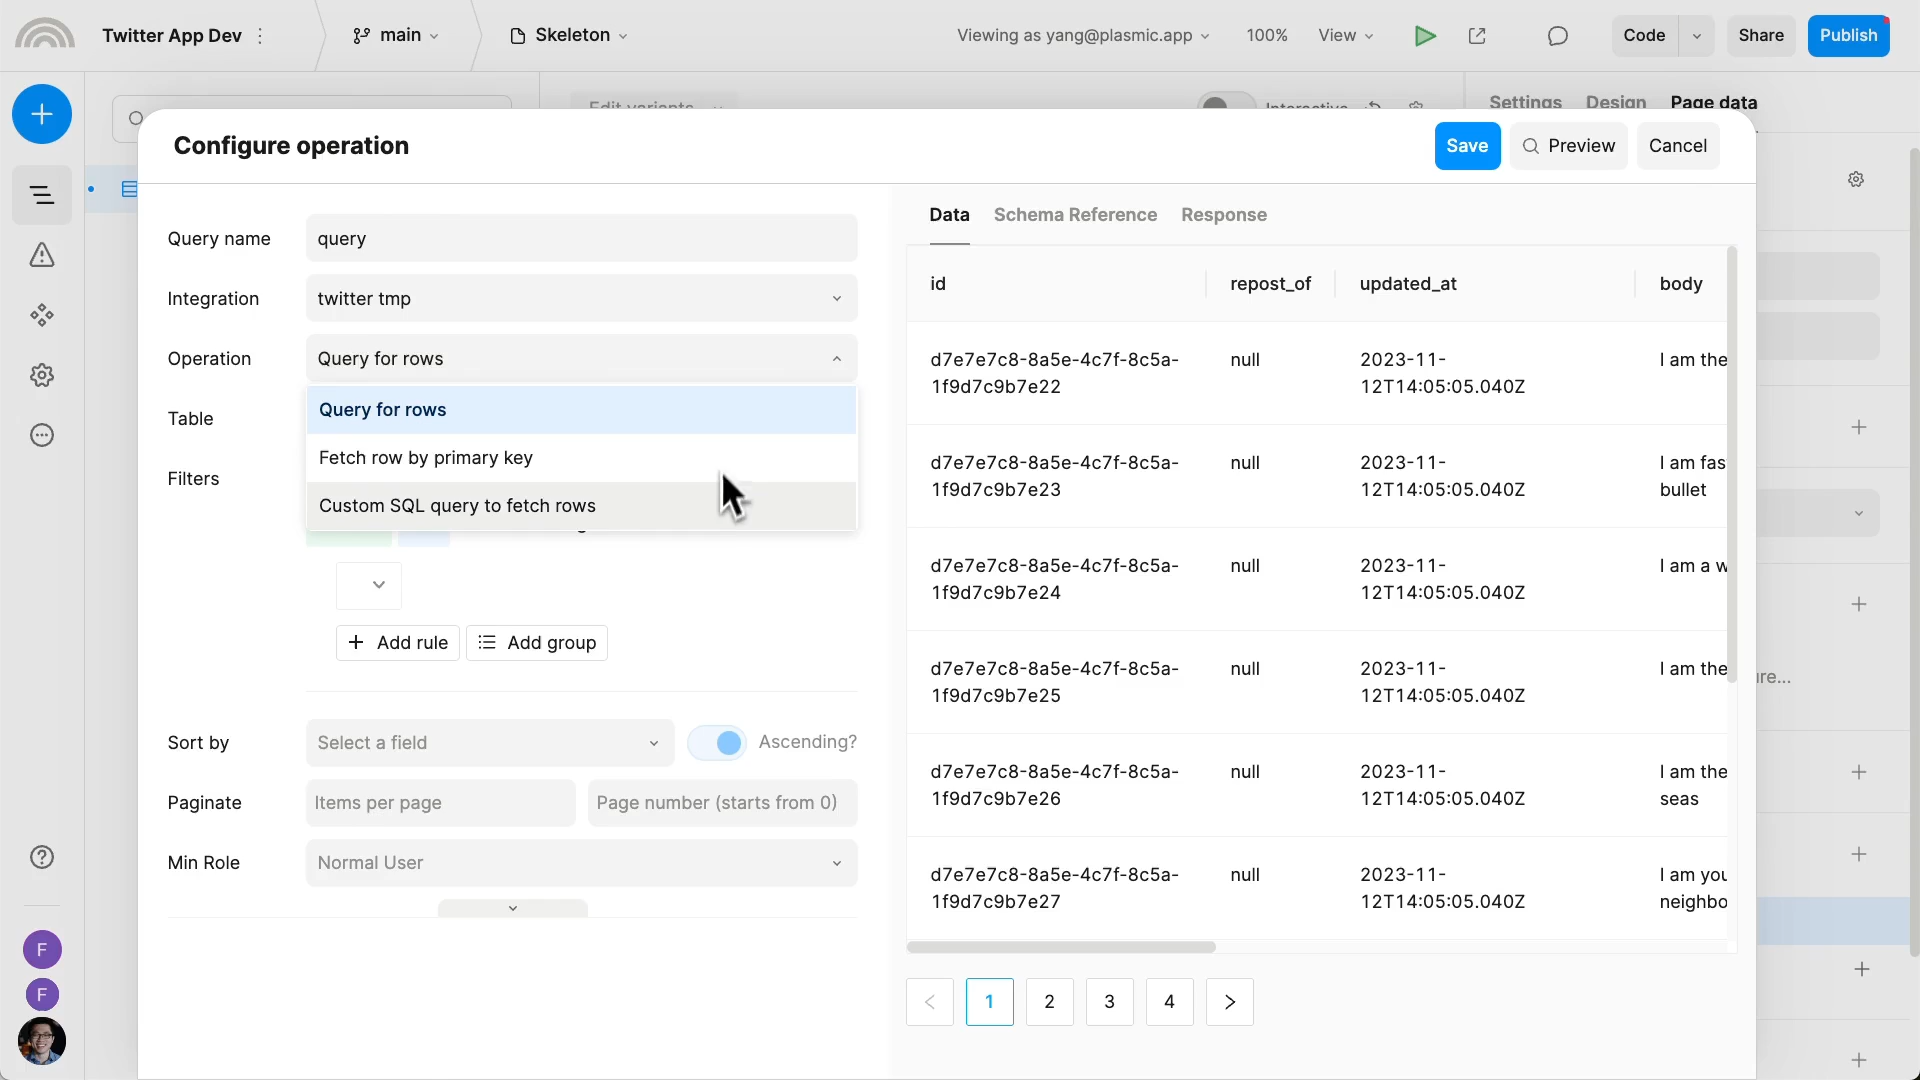 Twitter App Dev
main
Skeleton
Viewing as yang@plasmic.app
100%
View
Code
Share
Publish
Edit variants
Interactive
Settings
Design
Page data
Configure operation
Save
Preview
Cancel
Query name
query
Integration
twitter tmp
Operation
Query for rows
Table
Query for rows
Fetch row by primary key
Filters
Custom SQL query to fetch rows
Add rule
Add group
Sort by
Select a field
Ascending?
Paginate
Items per page
Page number (starts from 0)
Min Role
Normal User
Data
Schema Reference
Response
id
repost_of
updated_at
body
d7e7e7c8-8a5e-4c7f-8c5a-
1f9d7c9b7e22
null
2023-11-
12T14:05:05.040Z
I am the
d7e7e7c8-8a5e-4c7f-8c5a-
1f9d7c9b7e23
null
2023-11-
12T14:05:05.040Z
I am fas
bullet
d7e7e7c8-8a5e-4c7f-8c5a-
1f9d7c9b7e24
null
2023-11-
12T14:05:05.040Z
I am a w
d7e7e7c8-8a5e-4c7f-8c5a-
1f9d7c9b7e25
null
2023-11-
12T14:05:05.040Z
I am the
d7e7e7c8-8a5e-4c7f-8c5a-
1f9d7c9b7e26
null
2023-11-
12T14:05:05.040Z
I am the
seas
d7e7e7c8-8a5e-4c7f-8c5a-
1f9d7c9b7e27
null
2023-11-
12T14:05:05.040Z
I am you
neighbo
1
2
3
4
F
F